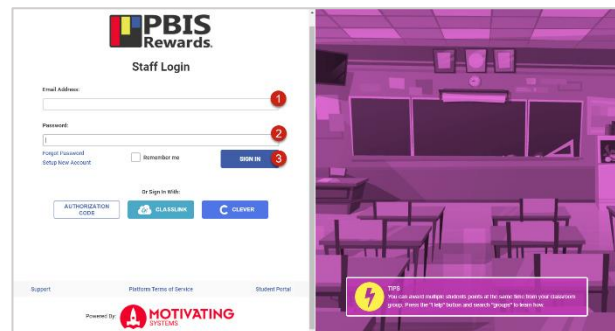 PBIS
Rewards.
Staff Login
Email Address:
1
Password:
2
Forgot Password
Setup New Account
Remember me
SIGN IN
3
Or Sign In With:
AUTHORIZATION
CODE
CLASSLINK
C CLEVER
Support
Platform Terms of Service
Student Portal
Powered By:
MOTIVATING
SYSTEMS
TIPS
You can award multiple students points at the same time from your classroom
group. Press the "Help" button and search "groups" to learn how.